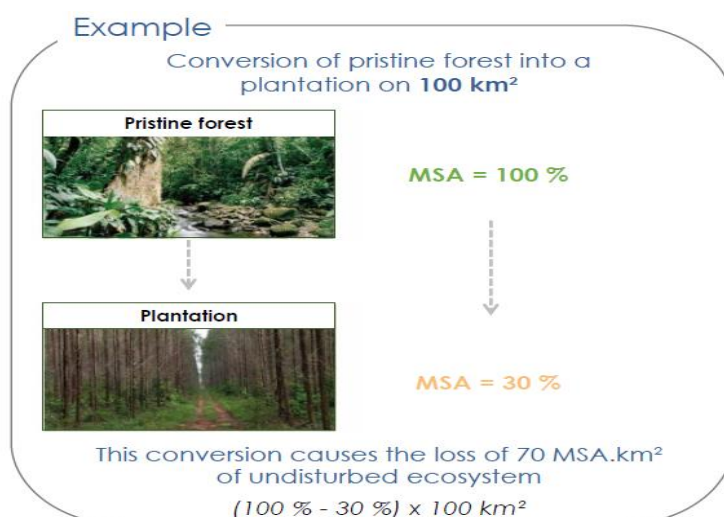 Example
Conversion of pristine forest into a
plantation on 100 km²
Pristine forest
MSA = 100 %
Plantation
MSA = 30 %
This conversion causes the loss of 70 MSA.km²
of undisturbed ecosystem
(100 % - 30 %) x 100 km²